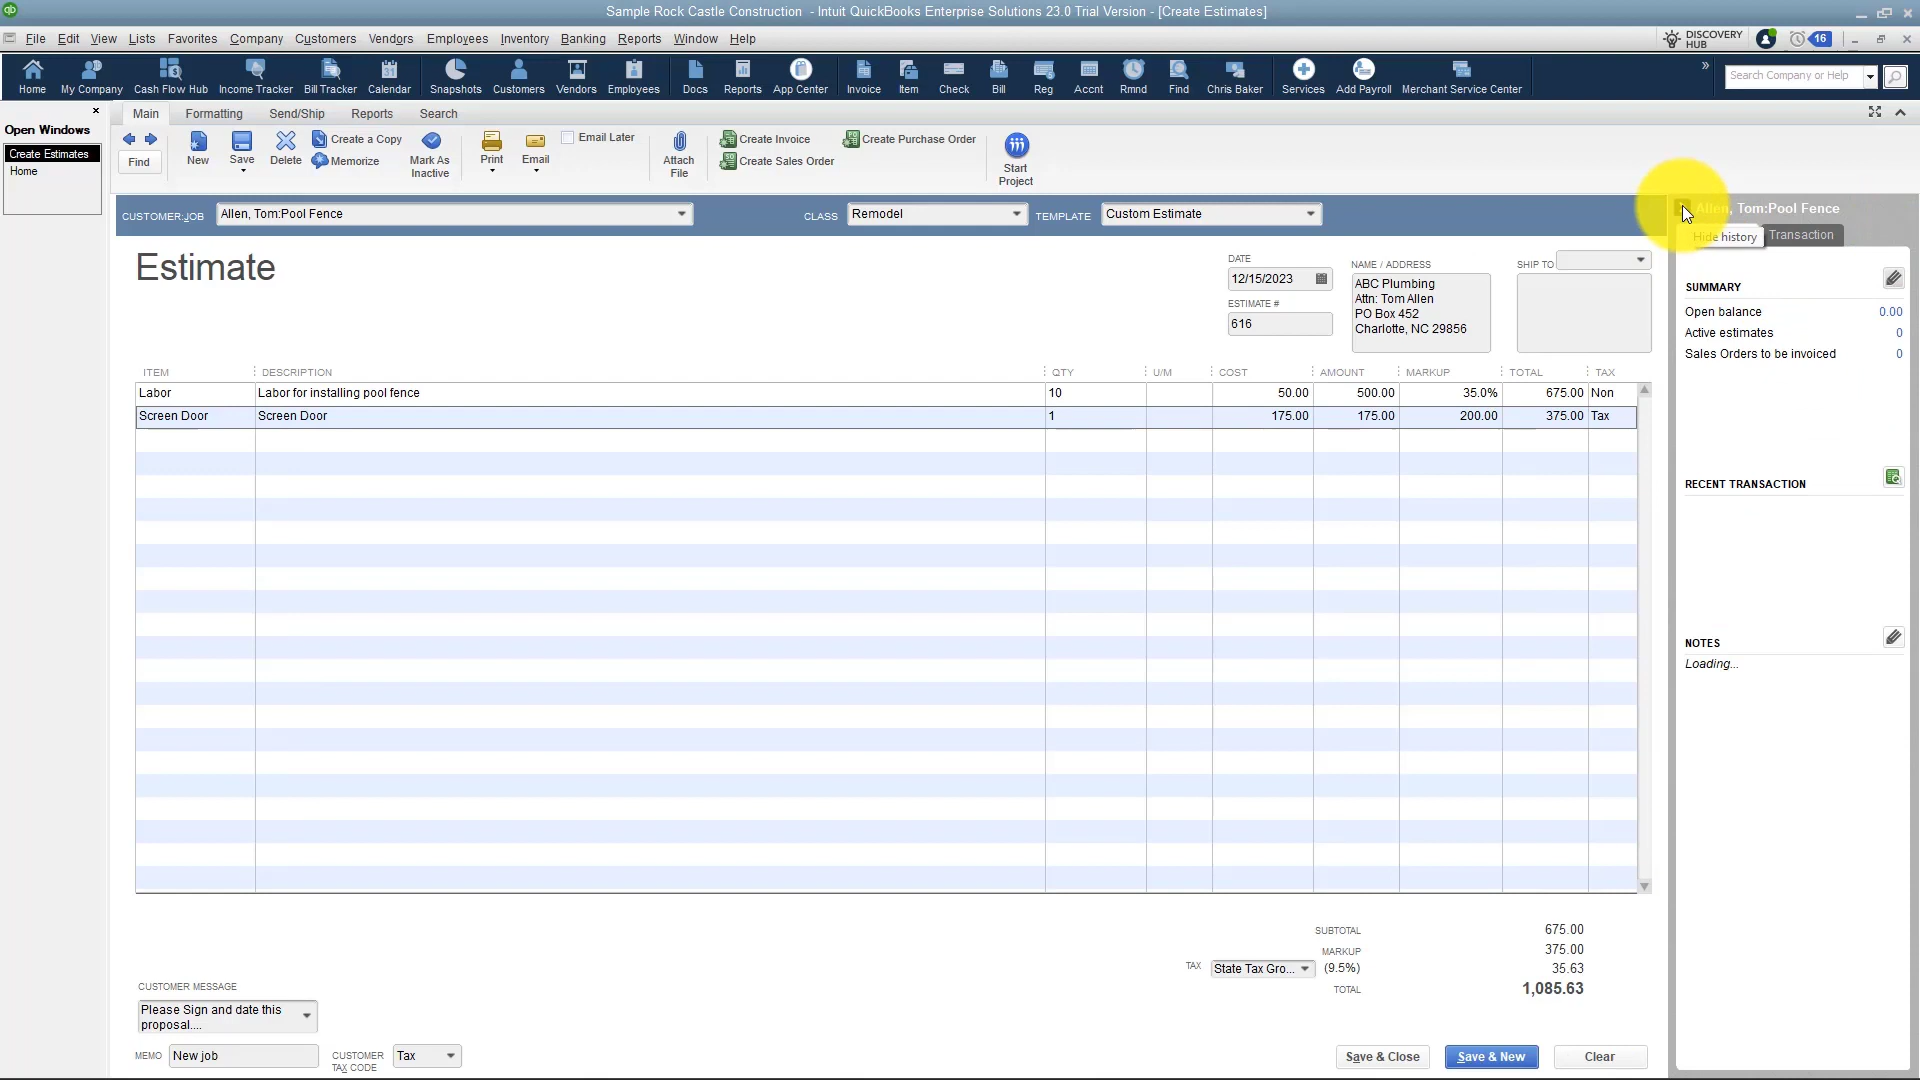 Sample Rock Castle Construction - Intuit QuickBooks Enterprise Solutions 23.0 Trial Version - [Create Estimates]
File Edit View Lists Favorites Company Customers Vendors Employees Inventory Banking Reports Window Help
DISCOVERY HUB 16
Home My Company Cash Flow Hub Income Tracker Bill Tracker Calendar Snapshots Customers Vendors Employees Docs Reports App Center Invoice Item Check Bill Reg Accnt Rmnd Find Chris Baker Services Add Payroll Merchant Service Center
Search Company or Help
Open Windows
Create Estimates
Home
Main Formatting Send/Ship Reports Search
Find New Save Delete
Create a Copy
Memorize
Mark As Inactive
Print Email
Email Later
Attach File
Create Invoice
Create Sales Order
Create Purchase Order
Start Project
CUSTOMER:JOB Allen, Tom:Pool Fence CLASS Remodel TEMPLATE Custom Estimate
Estimate
DATE
12/15/2023
ESTIMATE #
616
NAME / ADDRESS
ABC Plumbing
Attn: Tom Allen
PO Box 452
Charlotte, NC 29856
SHIP TO
ITEM DESCRIPTION QTY U/M COST AMOUNT MARKUP TOTAL TAX
Labor Labor for installing pool fence 10 50.00 500.00 35.0% 675.00 Non
Screen Door Screen Door 1 175.00 175.00 200.00 375.00 Tax
SUBTOTAL 675.00
MARKUP 375.00
TAX State Tax Gro... (9.5%) 35.63
TOTAL 1,085.63
CUSTOMER MESSAGE
Please Sign and date this
proposal....
MEMO New job
CUSTOMER TAX CODE Tax
Save & Close Save & New Clear
Allen, Tom:Pool Fence
Hide history
Transaction
SUMMARY
Open balance 0.00
Active estimates 0
Sales Orders to be invoiced 0
RECENT TRANSACTION
NOTES
Loading...